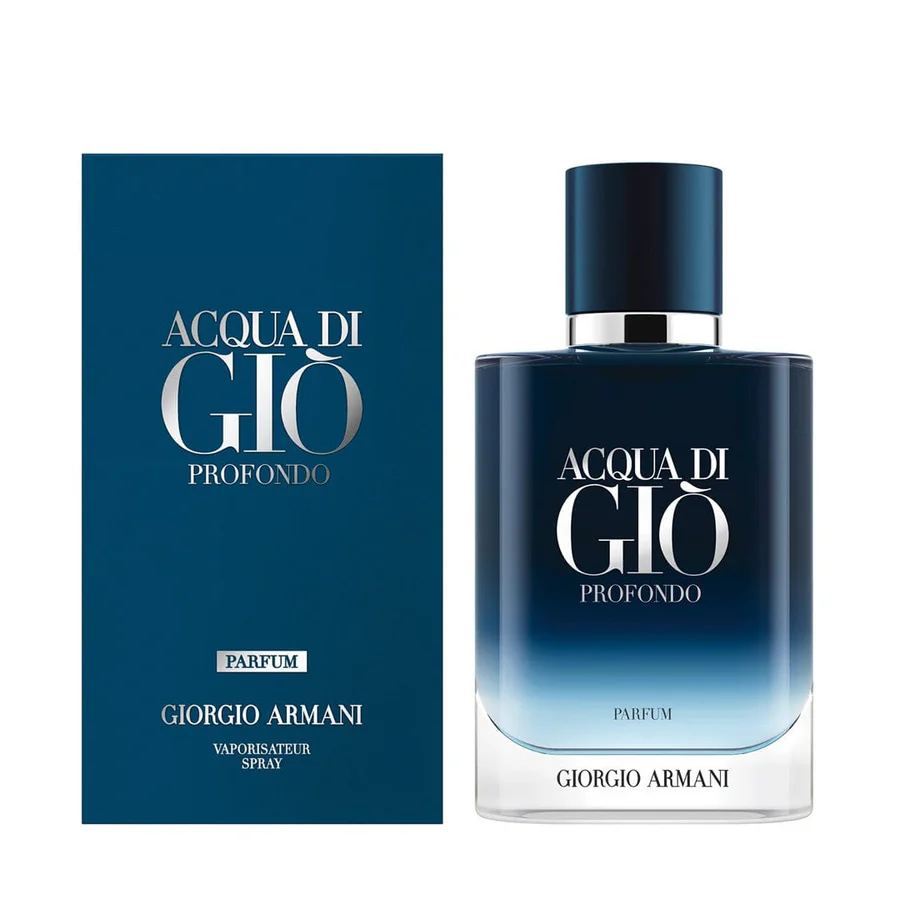 ACQUA DI
GIÒ
PROFONDO
PARFUM
GIORGIO ARMANI
VAPORISATEUR
SPRAY
ACQUA DI
GIÒ
PROFONDO
PARFUM
GIORGIO ARMANI